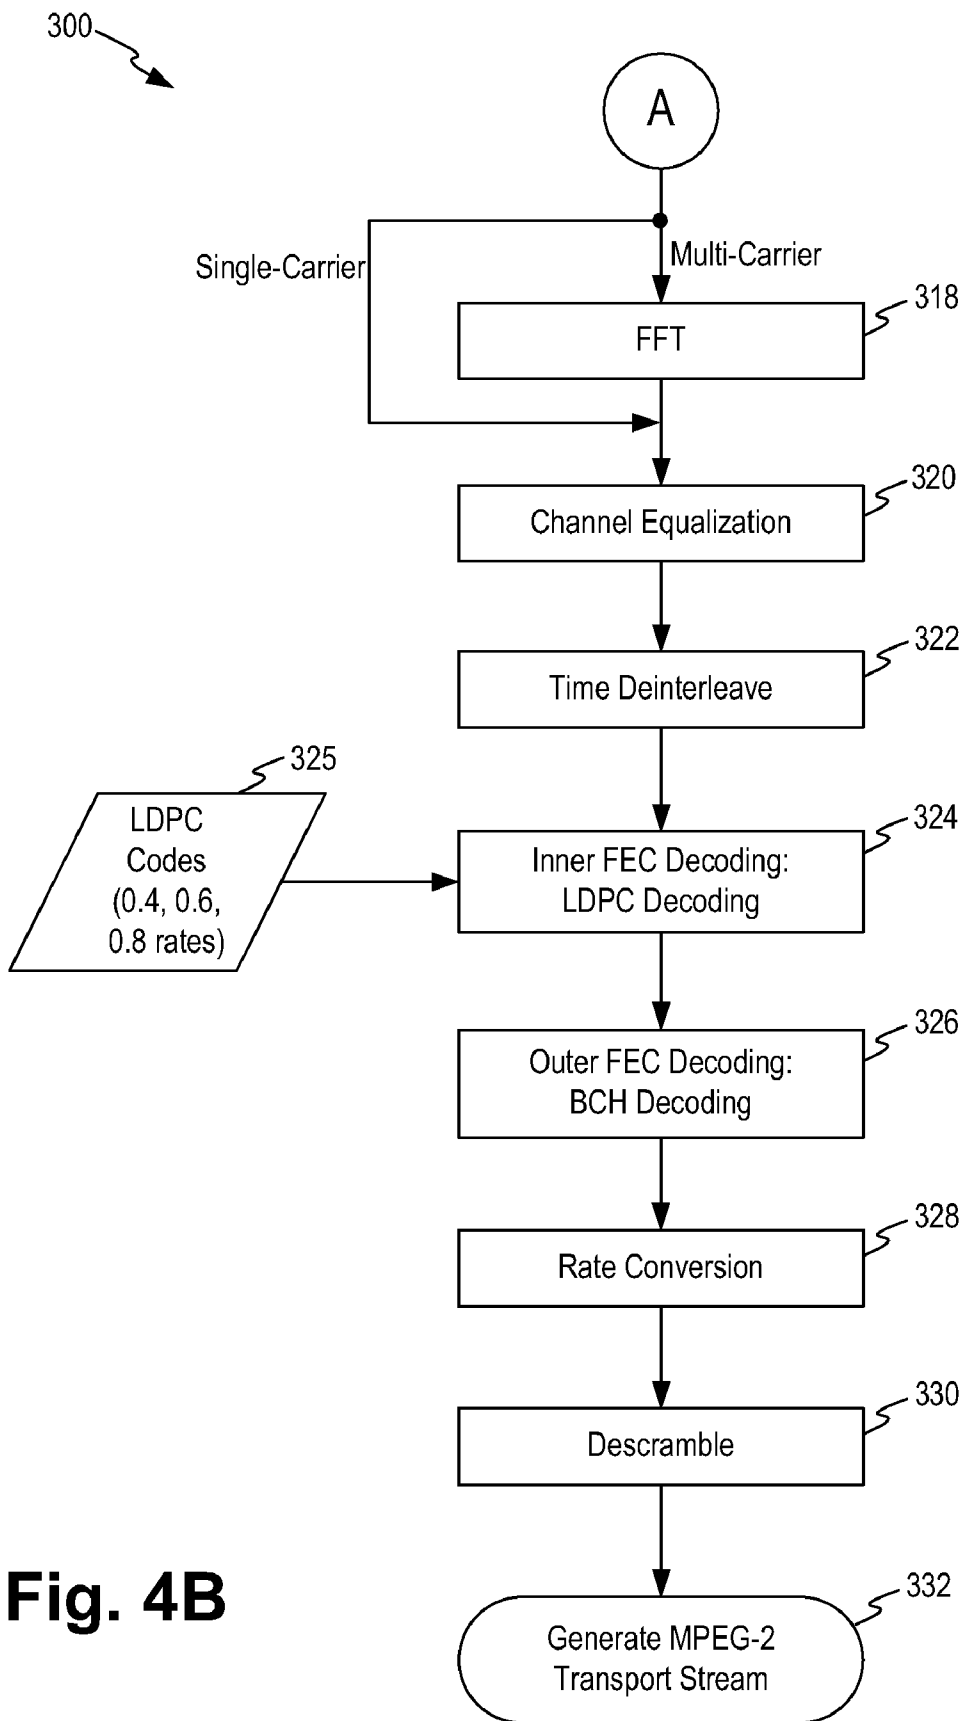 300
A
Single-Carrier
Multi-Carrier
318
FFT
320
Channel Equalization
322
Time Deinterleave
325
LDPC
Codes
(0.4, 0.6,
0.8 rates)
324
Inner FEC Decoding:
LDPC Decoding
326
Outer FEC Decoding:
BCH Decoding
328
Rate Conversion
330
Descramble
332
Generate MPEG-2
Transport Stream
Fig. 4B